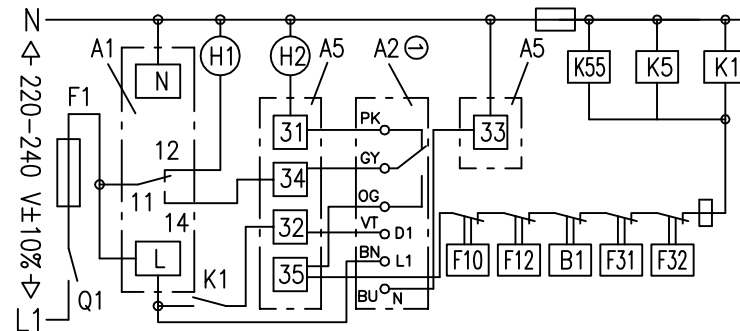 N
A1
H1
H2
A5
A2 ①
A5
K55
K5
K1
220-240 V±10%
F1
N
PK
31
33
12
GY
34
11
OG
14
32
VT
D1
L
K1
BN
L1
35
F10
F12
B1
F31
F32
Q1
BU
N
L1